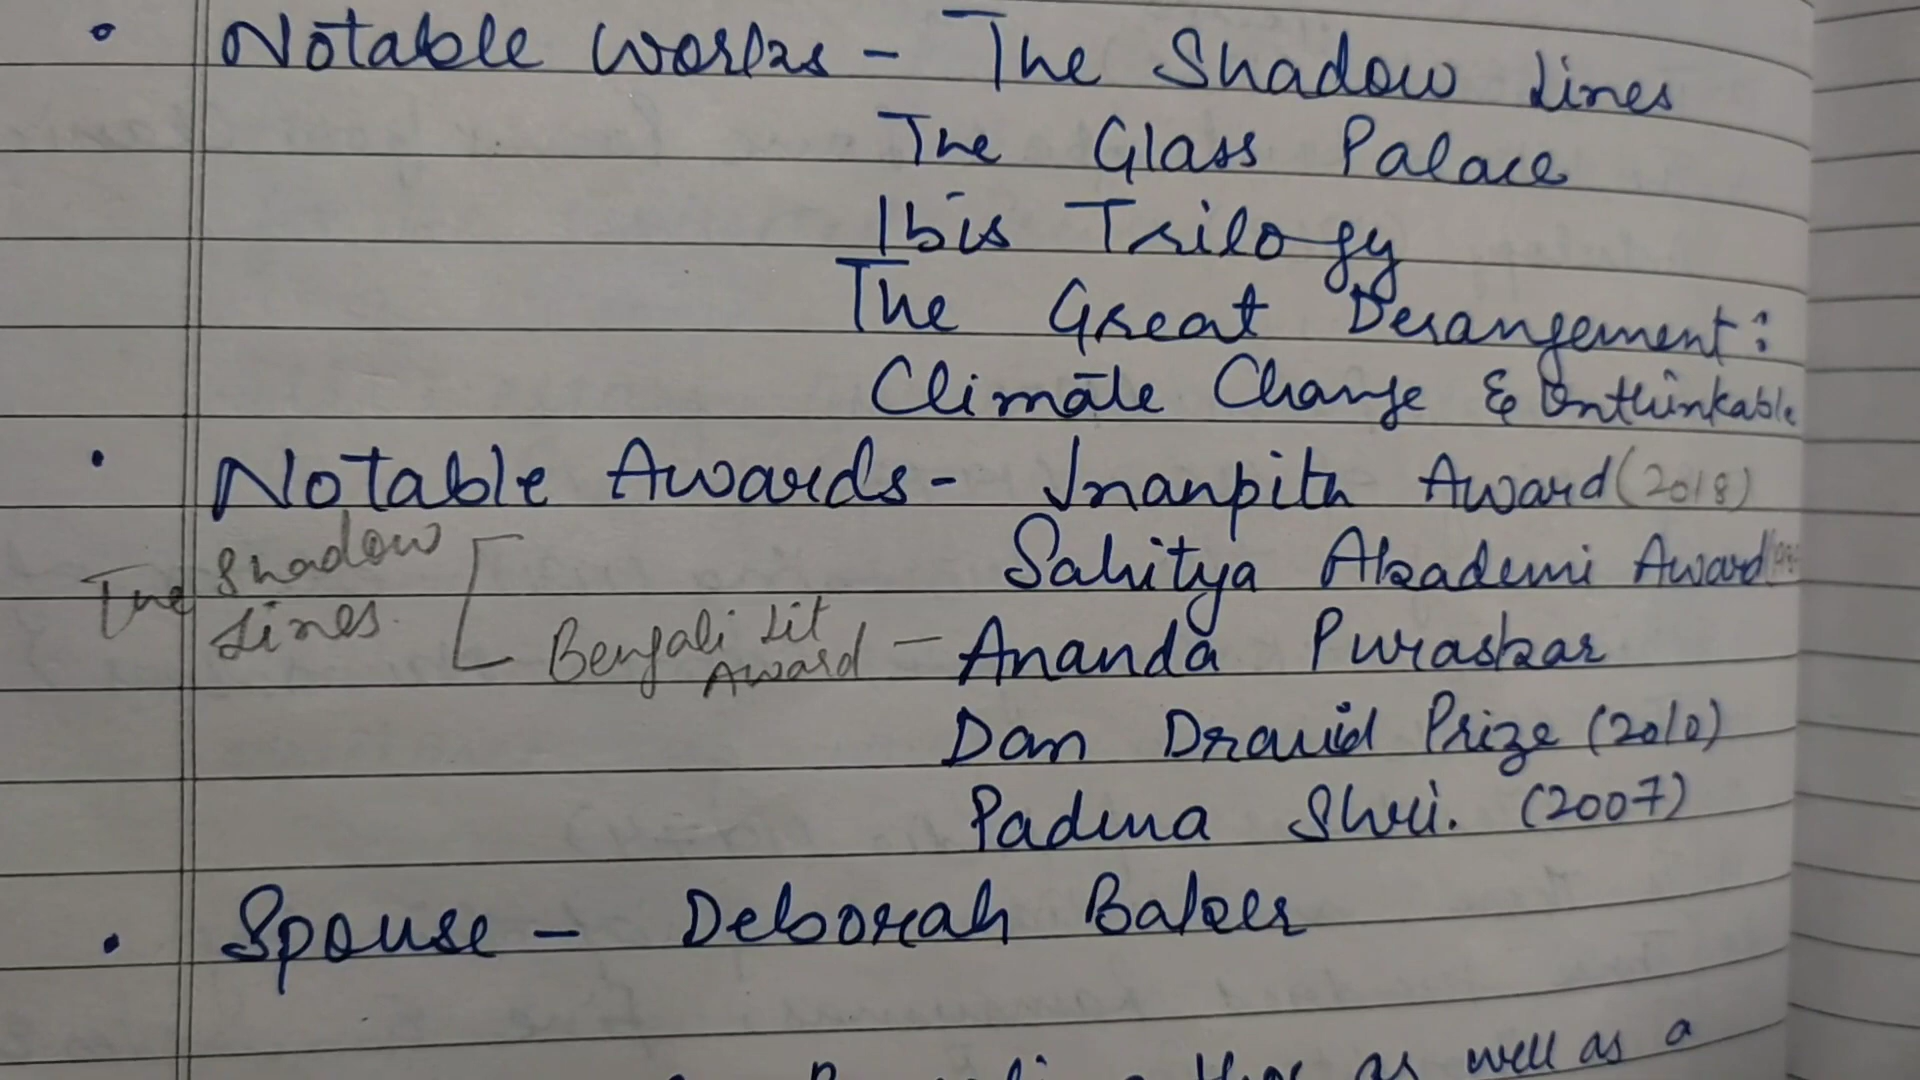 • Notable Works - The Shadow Lines
The Glass Palace
Ibis Trilogy
The Great Derangement:
Climate Change & Unthinkable
• Notable Awards - Jnanpith Award (2018)
Sahitya Akademi Award
The Shadow Lines [ Bengali Lit Award - Ananda Puraskar
Dan David Prize (2010)
Padma Shri. (2007)
• Spouse - Deborah Baker
as well as a